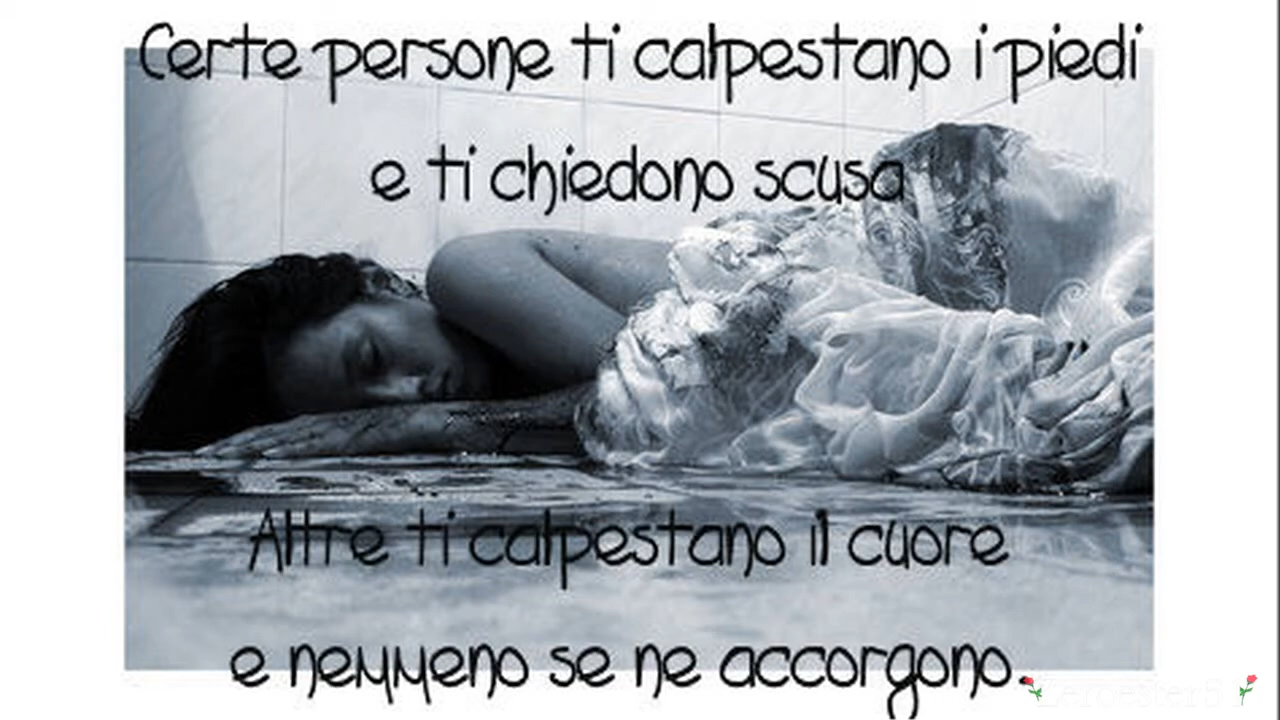 Certe persone ti calpestano i piedi
e ti chiedono scusa
Altre ti calpestano il cuore
e nemmeno se ne accorgono.